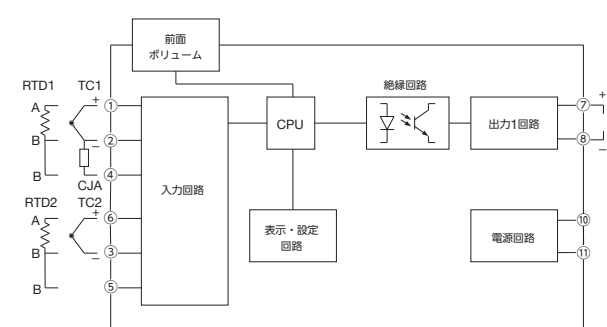 前面
ボリューム
RTD1 TC1
絶縁回路
A + ① ⑦ +
CPU
出力1回路
B − ② ⑧ −
B ④
CJA
入力回路
RTD2 TC2
A + ⑥
表示・設定
回路
⑩
電源回路
B − ③ ⑪
B ⑤